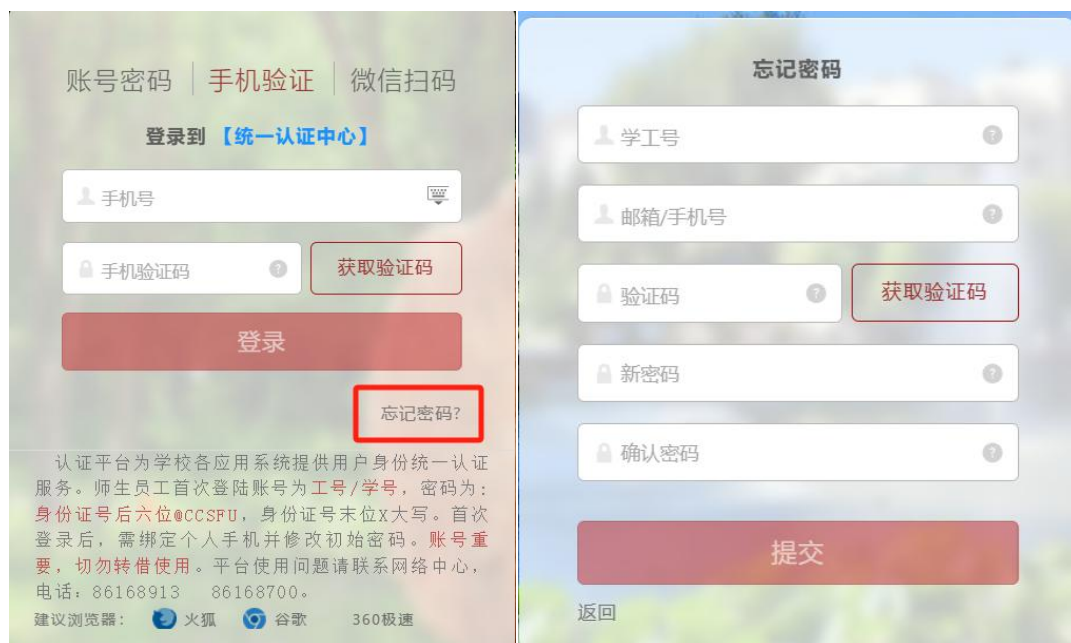 账号密码 手机验证 微信扫码
登录到 【统一认证中心】
手机号
手机验证码 获取验证码
登录
忘记密码?
认证平台为学校各应用系统提供用户身份统一认证
服务。师生员工首次登陆账号为工号/学号，密码为:
身份证号后六位@CCSFU，身份证号末位X大写。首次
登录后，需绑定个人手机并修改初始密码。账号重
要，切勿转借使用。平台使用问题请联系网络中心，
电话: 86168913 86168700。
建议浏览器: 火狐 谷歌 360极速
忘记密码
学工号
邮箱/手机号
验证码 获取验证码
新密码
确认密码
提交
返回